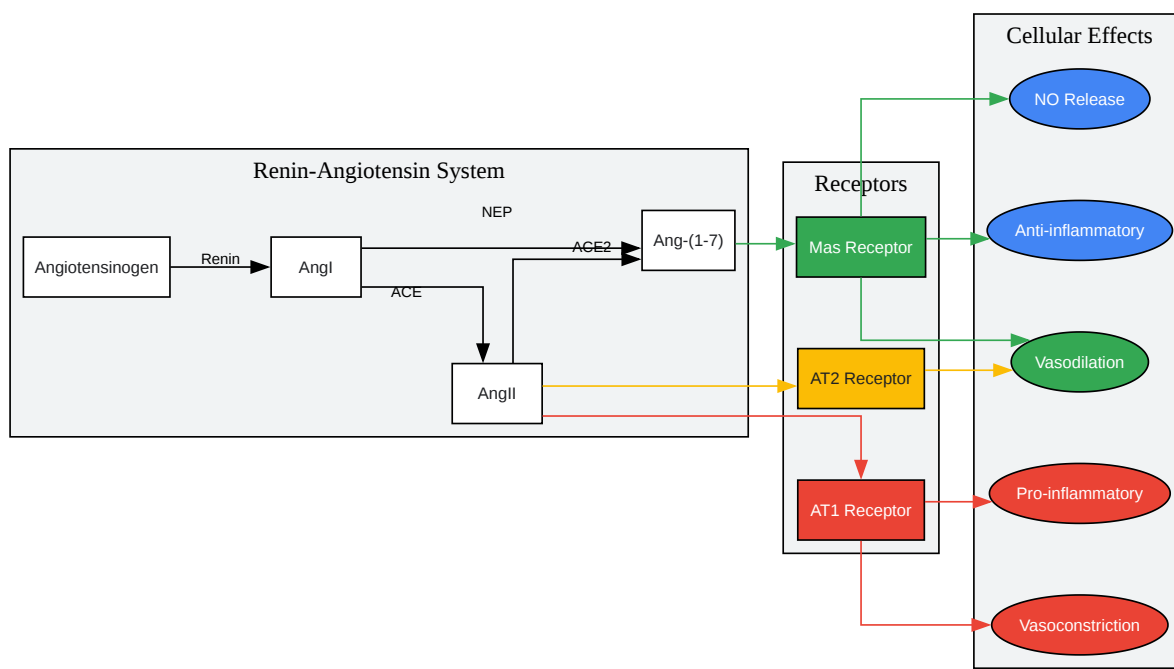 Cellular Effects
NO Release
Renin-Angiotensin System
Receptors
NEP
Angiotensinogen
Renin
AngI
ACE
ACE2
Ang-(1-7)
Mas Receptor
Anti-inflammatory
AngII
AT2 Receptor
Vasodilation
AT1 Receptor
Pro-inflammatory
Vasoconstriction